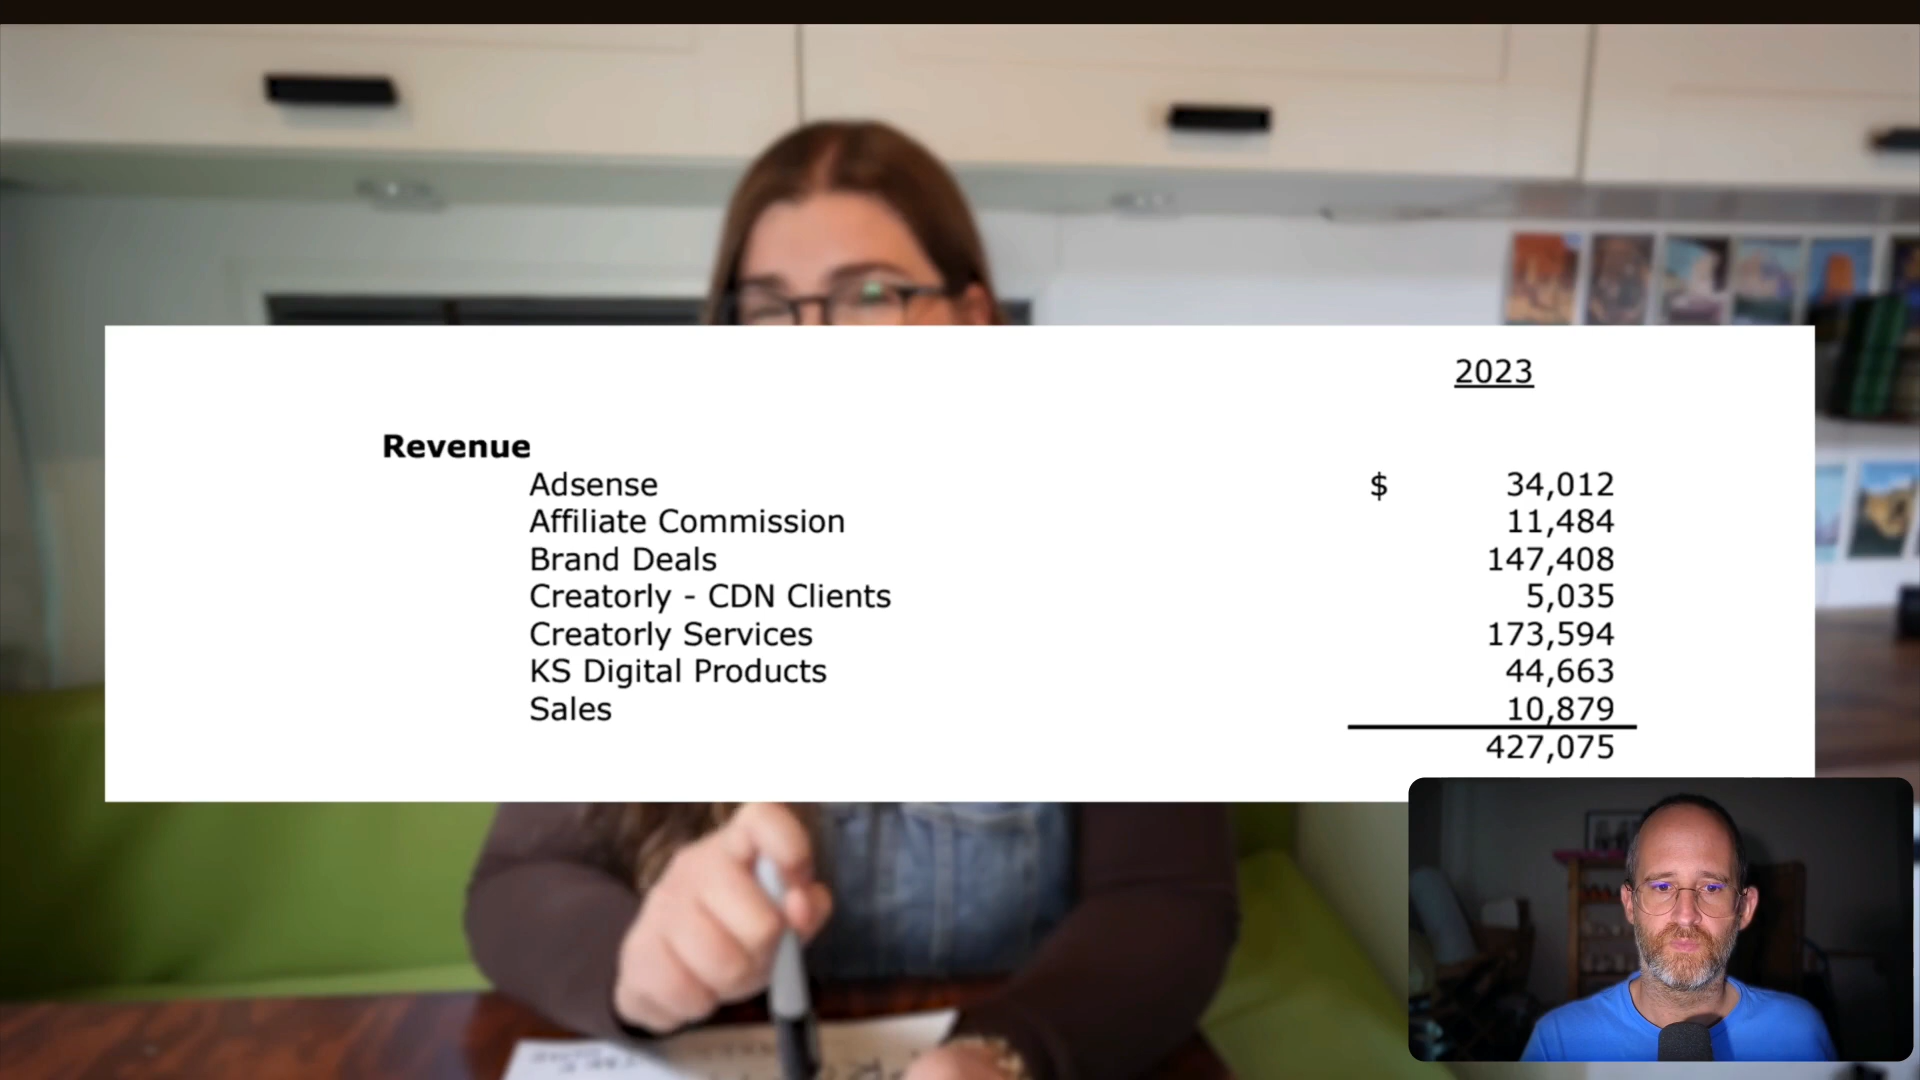 2023
Revenue
Adsense $ 34,012
Affiliate Commission 11,484
Brand Deals 147,408
Creatorly - CDN Clients 5,035
Creatorly Services 173,594
KS Digital Products 44,663
Sales 10,879
427,075